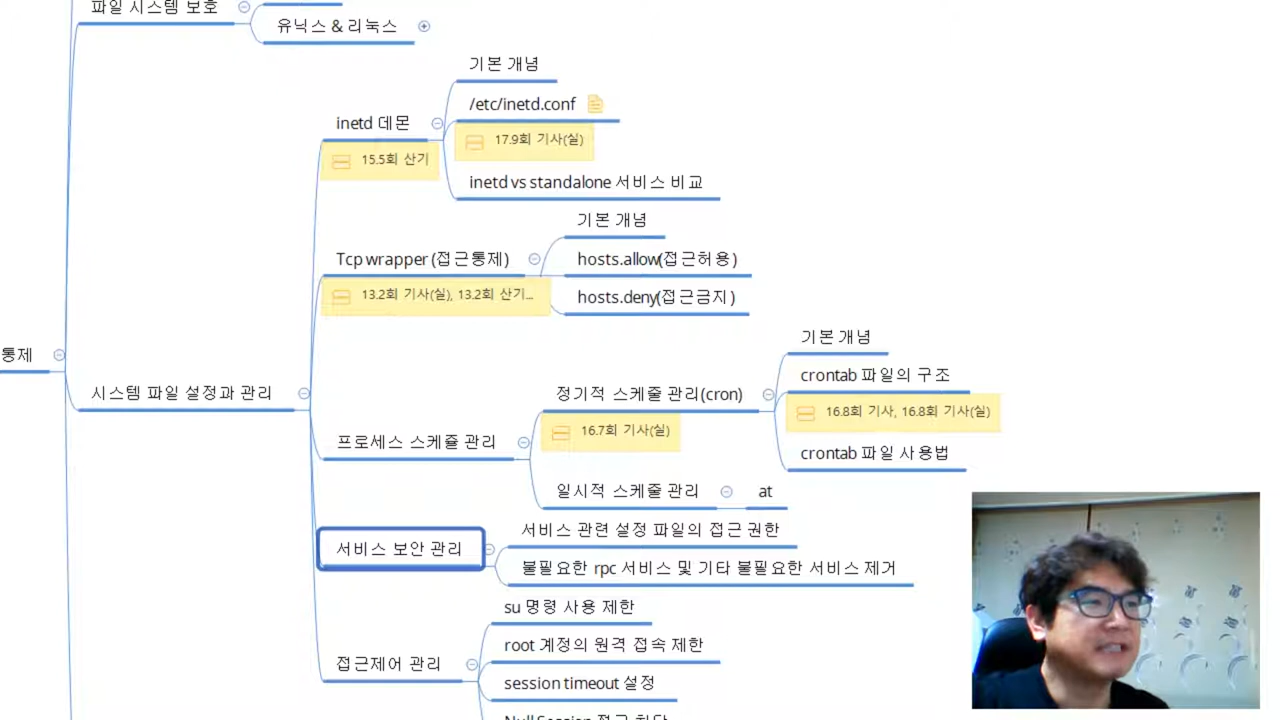 파일 시스템 보호
유닉스 & 리눅스
기본 개념
/etc/inetd.conf
17.9회 기사(실)
inetd 데몬
15.5회 산기
inetd vs standalone 서비스 비교
기본 개념
Tcp wrapper (접근통제)
13.2회 기사(실), 13.2회 산기...
hosts.allow(접근허용)
hosts.deny(접근금지)
통제
시스템 파일 설정과 관리
기본 개념
crontab 파일의 구조
16.8회 기사, 16.8회 기사(실)
정기적 스케줄 관리(cron)
16.7회 기사(실)
crontab 파일 사용법
프로세스 스케쥴 관리
일시적 스케줄 관리
at
서비스 보안 관리
서비스 관련 설정 파일의 접근 권한
불필요한 rpc 서비스 및 기타 불필요한 서비스 제거
su 명령 사용 제한
root 계정의 원격 접속 제한
접근제어 관리
session timeout 설정
Null Session 접근 차단